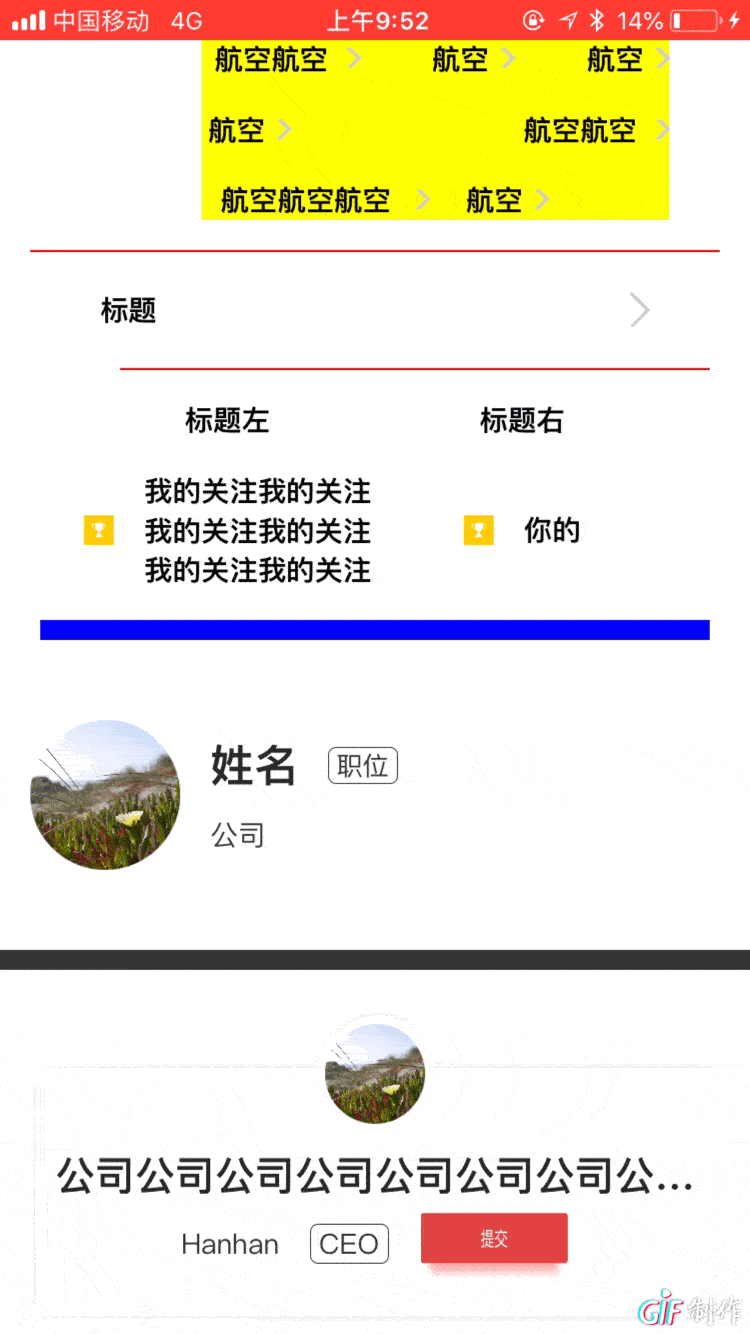 中国移动 4G 上午9:52 14%
航空航空 航空 航空
航空 航空航空
航空航空航空 航空
标题
标题左 标题右
我的关注我的关注
我的关注我的关注 你的
我的关注我的关注
姓名 职位
公司
公司公司公司公司公司公司公司公...
Hanhan CEO 提交
GiF制作